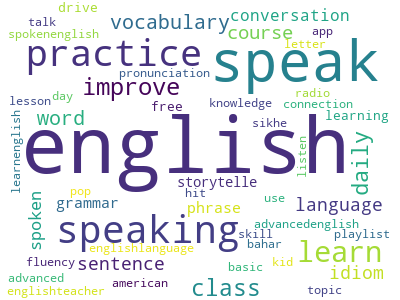 drive
conversation
talk
vocabulary
app
spokenenglish
course
letter
practice
speak
pronunciation
improve
radio
lesson
day
free
knowledge
connection
word
sikhe
learning
learnenglish
english
listen
daily
storytelle
pop
hit
use
language
grammar
phrase
spoken
speaking
advancedenglish
skill
playlist
englishlanguage
bahar
learn
fluency
sentence
basic
kid
idiom
advanced
american
class
topic
englishteacher